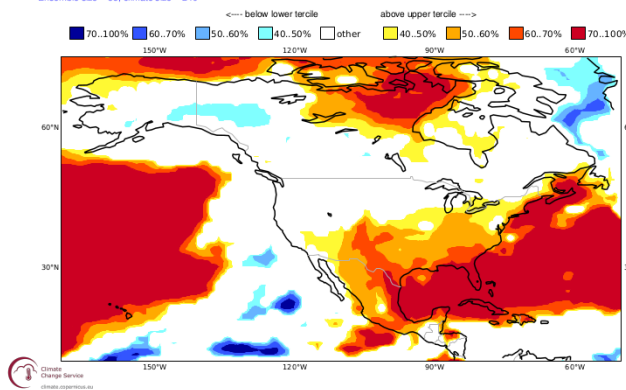 <---- below lower tercile above upper tercile ---->
70..100% 60..70% 50..60% 40..50% other 40..50% 50..60% 60..70% 70..100%
150°W 120°W 90°W 60°W
60°N
30°N
150°W 120°W 90°W 60°W
Climate
Change Service
climate.copernicus.eu